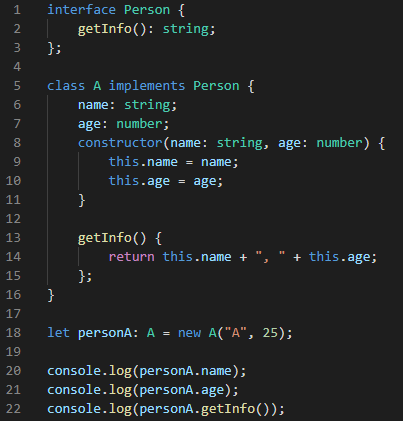 1 interface Person {
2     getInfo(): string;
3 };
4
5 class A implements Person {
6     name: string;
7     age: number;
8     constructor(name: string, age: number) {
9         this.name = name;
10         this.age = age;
11     }
12
13     getInfo() {
14         return this.name + ", " + this.age;
15     };
16 }
17
18 let personA: A = new A("A", 25);
19
20 console.log(personA.name);
21 console.log(personA.age);
22 console.log(personA.getInfo());